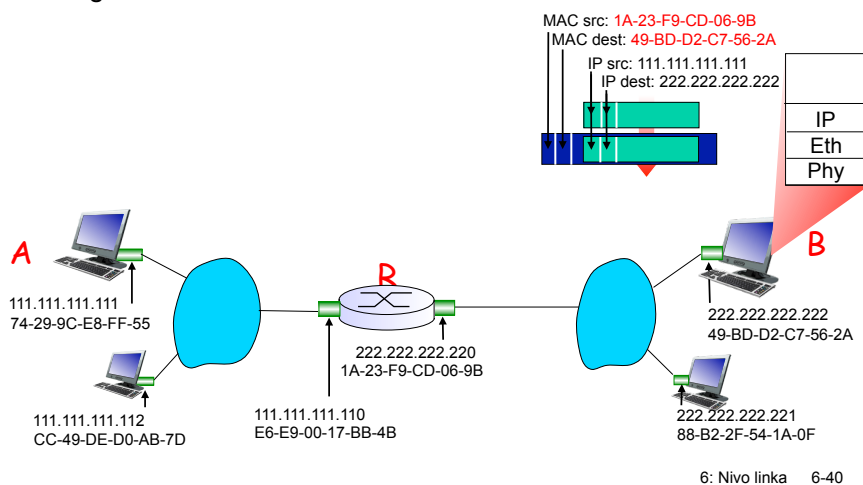 MAC src: 1A-23-F9-CD-06-9B
MAC dest: 49-BD-D2-C7-56-2A
IP src: 111.111.111.111
IP dest: 222.222.222.222
IP
Eth
Phy
A
R
B
111.111.111.111
74-29-9C-E8-FF-55
222.222.222.222
49-BD-D2-C7-56-2A
222.222.222.220
1A-23-F9-CD-06-9B
111.111.111.112
CC-49-DE-D0-AB-7D
111.111.111.110
E6-E9-00-17-BB-4B
222.222.222.221
88-B2-2F-54-1A-0F
6: Nivo linka 6-40